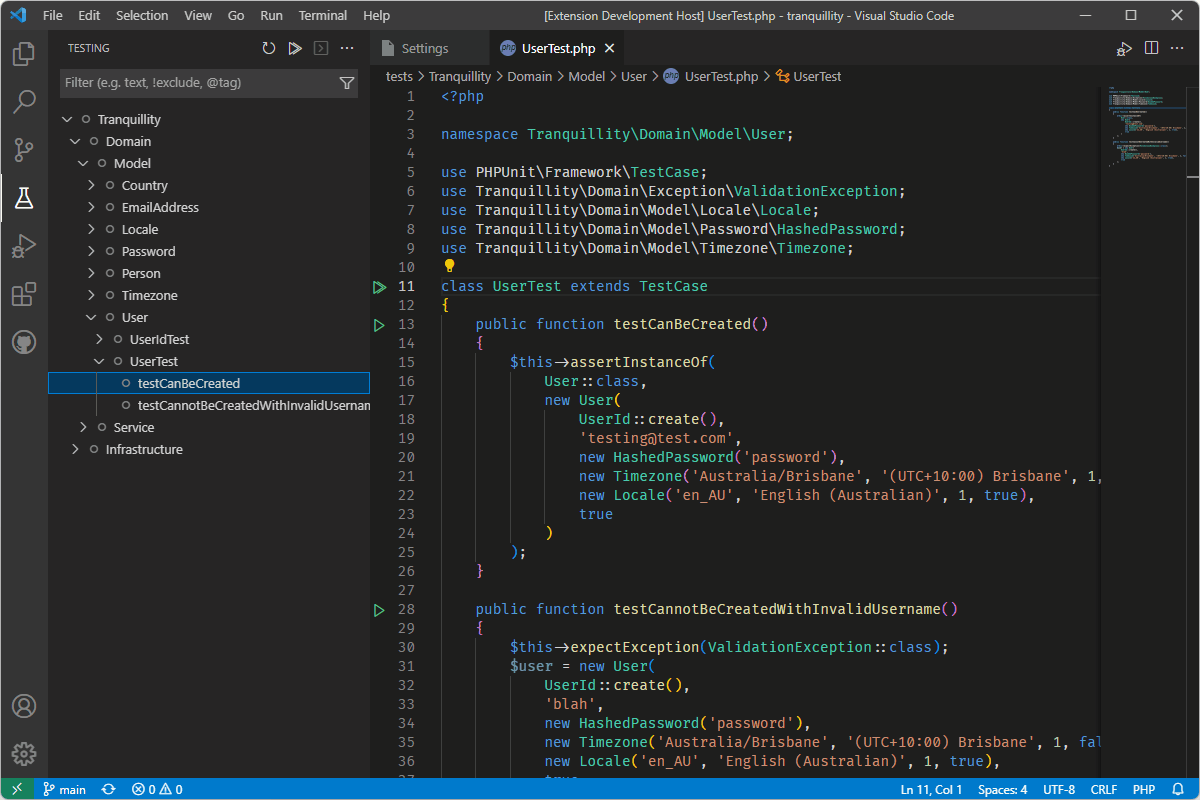 File Edit Selection View Go Run Terminal Help [Extension Development Host] UserTest.php - tranquillity - Visual Studio Code
TESTING
Filter (e.g. text, !exclude, @tag)
Tranquillity
Domain
Model
Country
EmailAddress
Locale
Password
Person
Timezone
User
UserIdTest
UserTest
testCanBeCreated
testCannotBeCreatedWithInvalidUsernam
Service
Infrastructure
Settings php UserTest.php
tests > Tranquillity > Domain > Model > User > php UserTest.php > UserTest
1 <?php
2
3 namespace Tranquillity\Domain\Model\User;
4
5 use PHPUnit\Framework\TestCase;
6 use Tranquillity\Domain\Exception\ValidationException;
7 use Tranquillity\Domain\Model\Locale\Locale;
8 use Tranquillity\Domain\Model\Password\HashedPassword;
9 use Tranquillity\Domain\Model\Timezone\Timezone;
10
11 class UserTest extends TestCase
12 {
13 public function testCanBeCreated()
14 {
15 $this->assertInstanceOf(
16 User::class,
17 new User(
18 UserId::create(),
19 'testing@test.com',
20 new HashedPassword('password'),
21 new Timezone('Australia/Brisbane', '(UTC+10:00) Brisbane', 1,
22 new Locale('en_AU', 'English (Australian)', 1, true),
23 true
24 )
25 );
26 }
27
28 public function testCannotBeCreatedWithInvalidUsername()
29 {
30 $this->expectException(ValidationException::class);
31 $user = new User(
32 UserId::create(),
33 'blah',
34 new HashedPassword('password'),
35 new Timezone('Australia/Brisbane', '(UTC+10:00) Brisbane', 1, fal
36 new Locale('en_AU', 'English (Australian)', 1, true),
main 0 0 Ln 11, Col 1 Spaces: 4 UTF-8 CRLF PHP